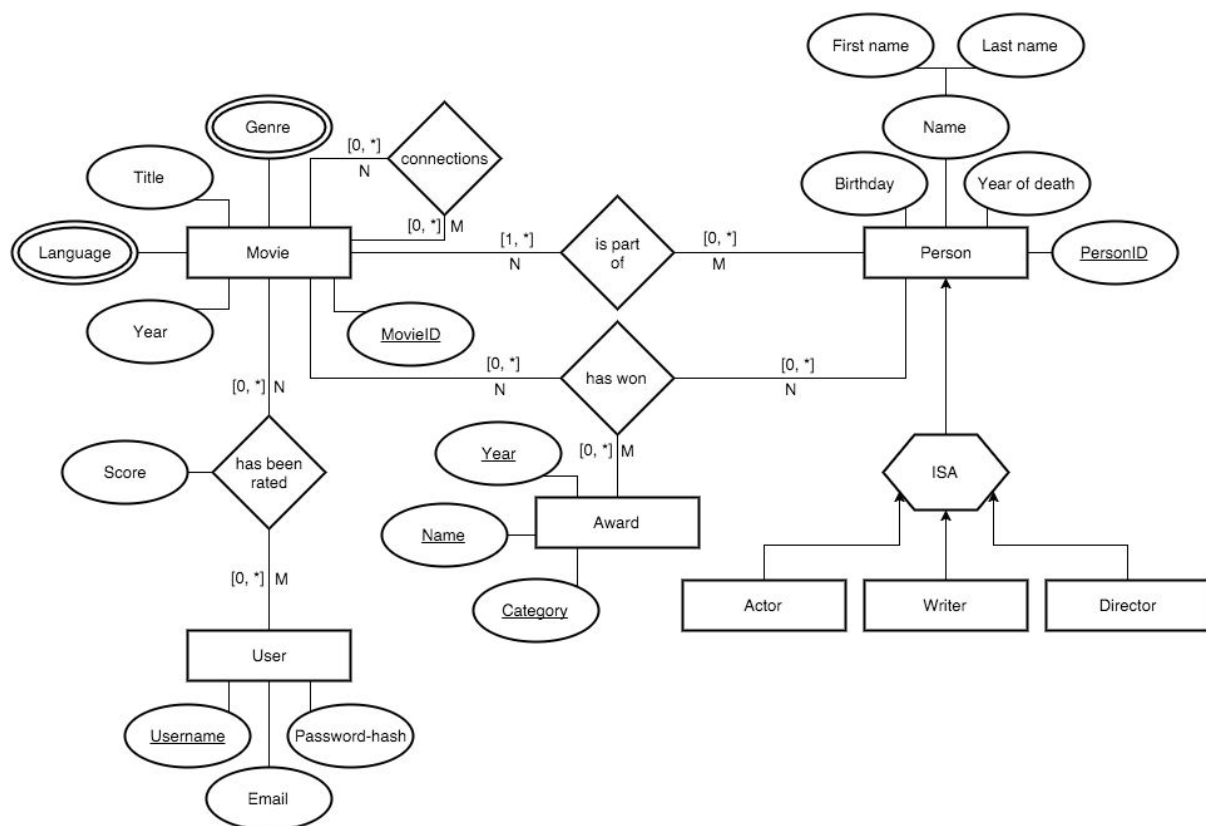 First name
Last name
Genre
[0, *]
N
connections
Name
Title
Birthday
Year of death
[0, *] M
Language
Movie
[1, *]
N
is part
of
[0, *]
M
Person
PersonID
Year
MovieID
[0, *]
N
has won
[0, *]
N
[0, *] N
[0, *] M
Score
has been
rated
Year
ISA
Name
Award
[0, *] M
Category
Actor
Writer
Director
User
Username
Password-hash
Email